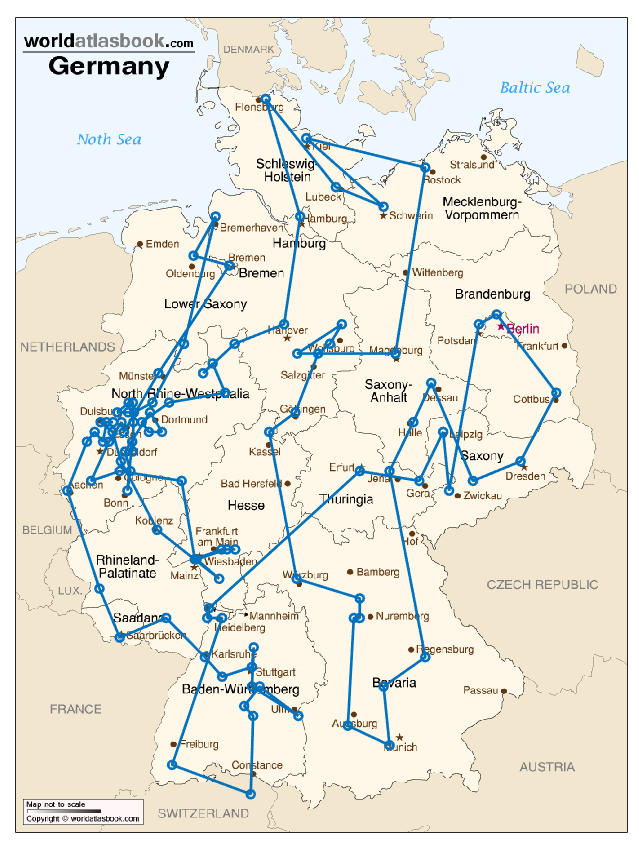 worldatlasbook.com
Germany
DENMARK
Baltic Sea
Noth Sea
Flensburg
Kiel
Schleswig-
Holstein
Stralsund
Rostock
Lubeck
Schwerin
Mecklenburg-
Vorpommern
Hamburg
Hamburg
Bremerhaven
Emden
Bremen
Oldenburg
Bremen
Wittenberg
POLAND
Brandenburg
Lower Saxony
Berlin
Potsdam
Frankfurt
Hanover
NETHERLANDS
Magdeburg
Salzgiter
Münster
North Rhine-Westphalia
Saxony-
Anhalt
Dessau
Cottbus
Dulsburg
Dortmund
Göttingen
Halle
Leipzig
Kassel
Saxony
Dresden
Erfurt
Jena
Gera
Zwickau
Aachen
Cologne
Bonn
Bad Hersfeld
Hesse
Thuringia
BELGIUM
Koblenz
Frankfurt
am Main
Wiesbaden
Mainz
Hof
Rhineland-
Palatinate
LUX.
Bamberg
Wurzburg
CZECH REPUBLIC
Saarland
Saarbrücken
Mannheim
Heidelberg
Nuremberg
Karlsruhe
Regensburg
Stuttgart
Baden-Württemberg
Bavaria
Passau
FRANCE
Ulm
Augsburg
Freiburg
Munich
Constance
AUSTRIA
SWITZERLAND
Map not to scale
Copyright © worldatlasbook.com